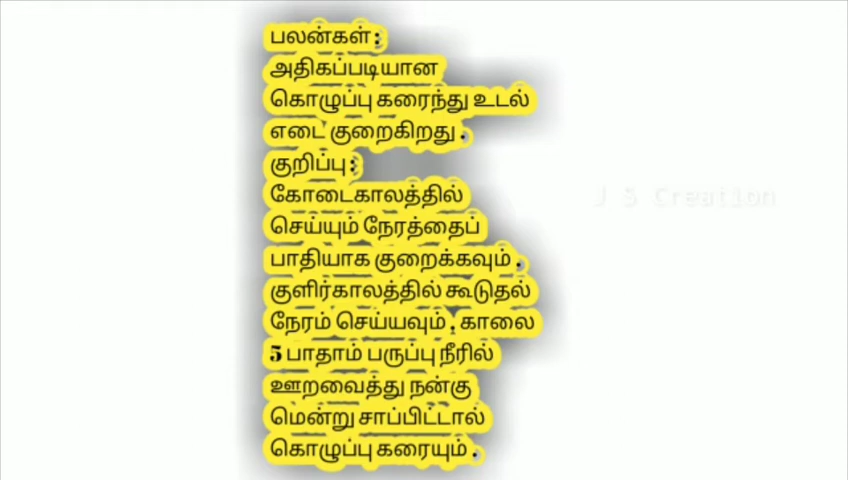 பலன்கள் :
அதிகப்படியான
கொழுப்பு கரைந்து உடல்
எடை குறைகிறது .
குறிப்பு :
கோடைகாலத்தில்
செய்யும் நேரத்தைப்
பாதியாக குறைக்கவும் .
குளிர்காலத்தில் கூடுதல்
நேரம் செய்யவும் , காலை
5 பாதாம் பருப்பு நீரில்
ஊறவைத்து நன்கு
மென்று சாப்பிட்டால்
கொழுப்பு கரையும் .
J S Creation